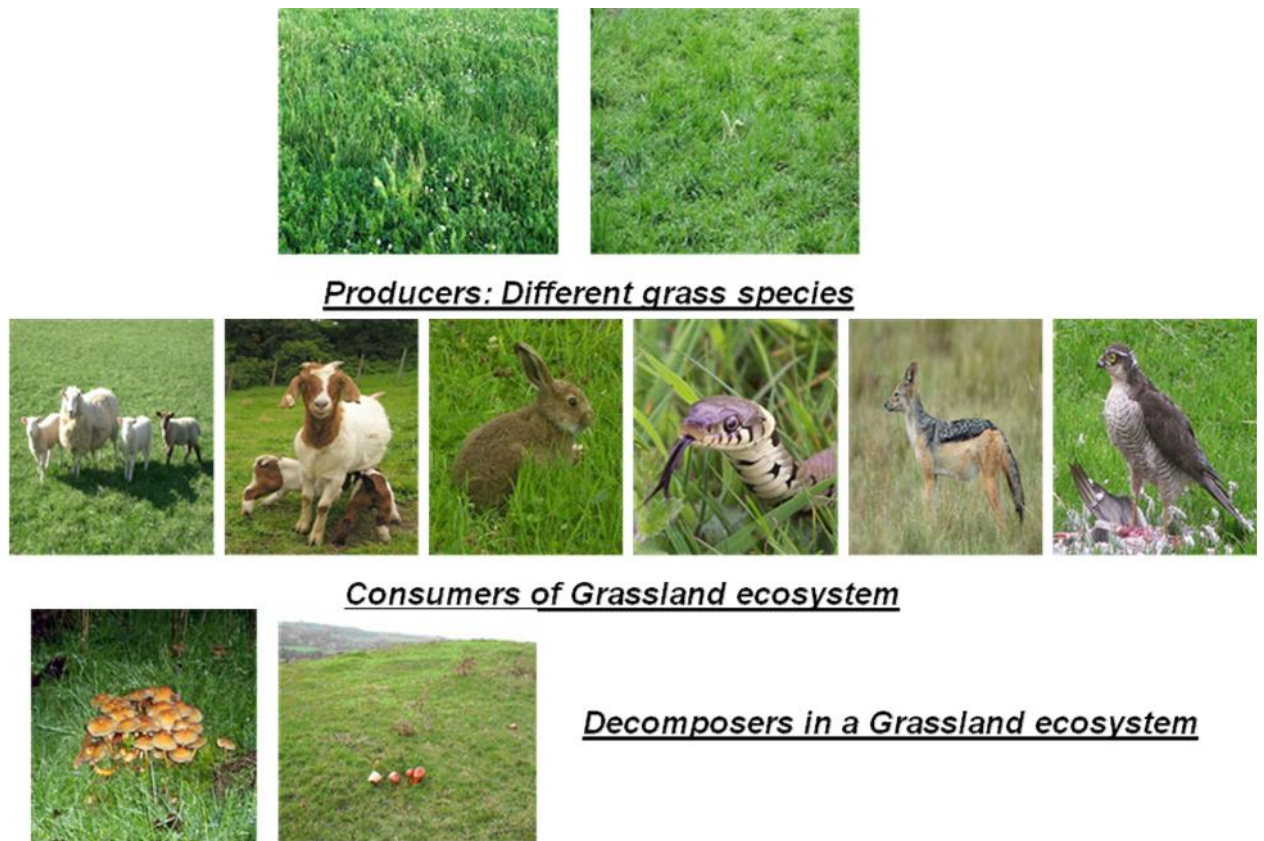 Producers: Different grass species
Consumers of Grassland ecosystem
Decomposers in a Grassland ecosystem